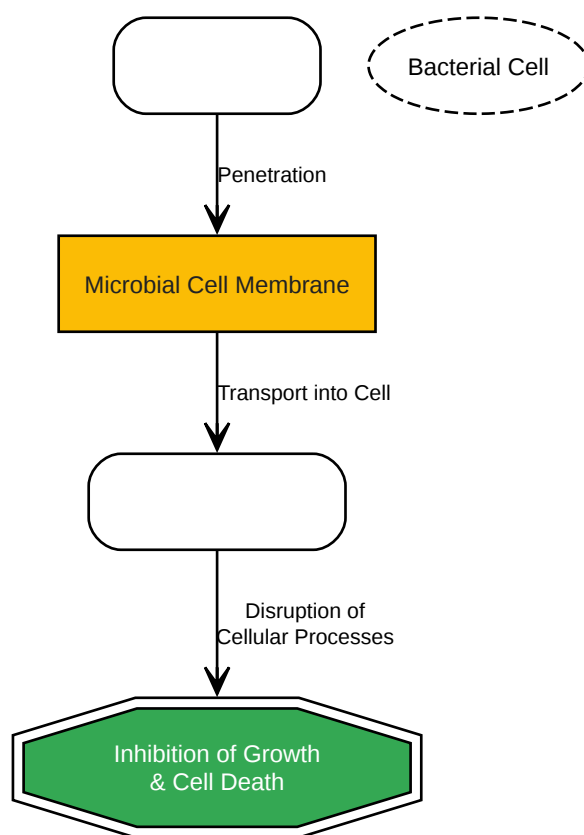 Bacterial Cell
Penetration
Microbial Cell Membrane
Transport into Cell
Disruption of
Cellular Processes
Inhibition of Growth
& Cell Death